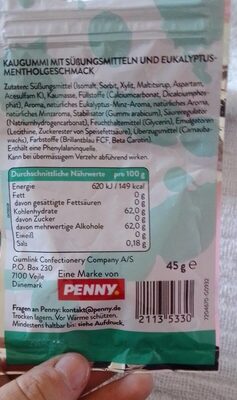 KAUGUMMI MIT SÜẞUNGSMITTELN UND EUKALYPTUS-
MENTHOLGESCHMACK
Zutaten: Süßungsmittel (Isomalt, Sorbit, Xylit, Maltitsirup, Aspartam,
Acesulfam K), Kaumasse, Füllstoffe (Calciumcarbonat, Dicalciumphos-
phat), Aroma, natürliches Eukalyptus-Minz-Aroma, natürliches Aroma,
natürliches Minzaroma, Stabilisator (Gummi arabicum), Säureregulator
(Natriumhydrogencarbonat), Feuchthaltemittel (Glycerin), Emulgatoren
(Lecithine, Zuckerester von Speisefettsäuren), Überzugsmittel (Carnauba-
wachs), Farbstoffe (Brillantblau FCF, Beta Carotin).
Enthält eine Phenylalaninquelle.
Kann bei übermässigem Verzehr abführend wirken.
Durchschnittliche Nährwerte pro 100 g
Energie 620 kJ / 149 kcal
Fett 0 g
davon gesättigte Fettsäuren 0 g
Kohlenhydrate 62,0 g
davon Zucker 0 g
davon mehrwertige Alkohole 62,0 g
Eiweiß 0 g
Salz 0,18 g
Gumlink Confectionery Company A/S
P.O. Box 230
7100 Vejle
Dänemark
45 g e
Eine Marke von
PENNY.
Fragen an Penny: kontakt@penny.de
Trocken lagern. Vor Wärme schützen.
Mindestens haltbar bis: siehe Aufdruck.
2113 5330